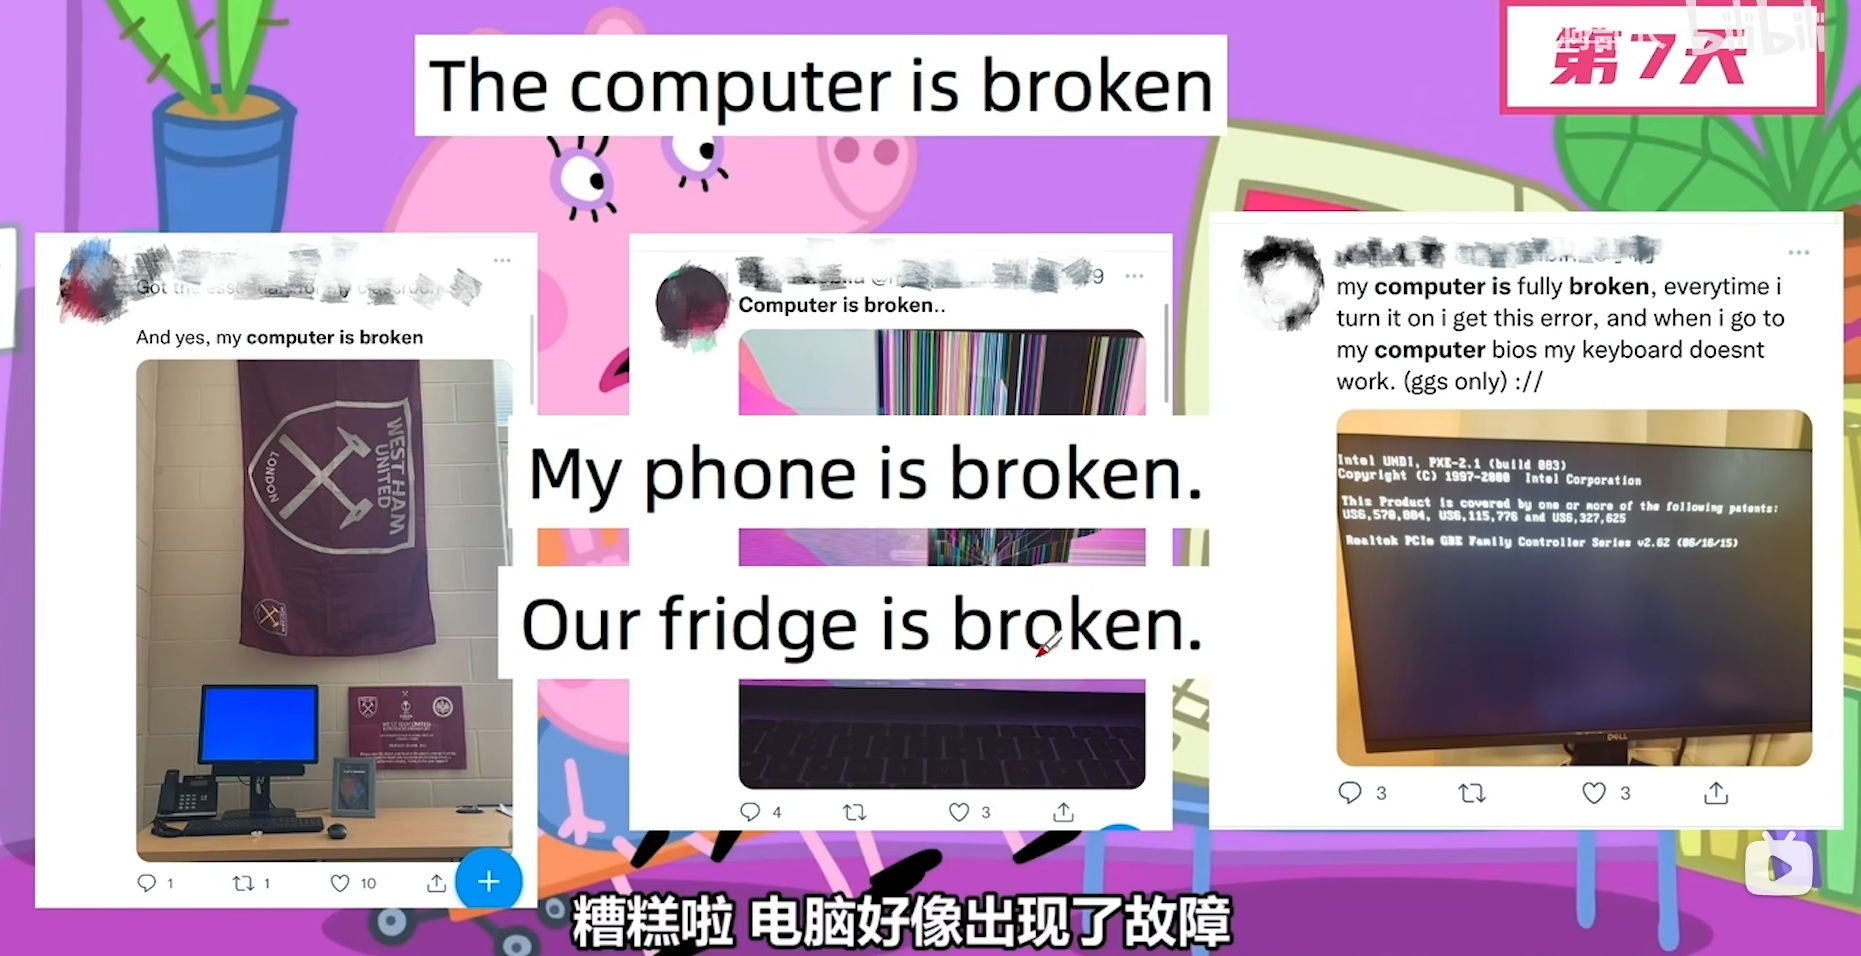 The computer is broken
第7天
bilibili
And yes, my computer is broken
WEST HAM
UNITED
LONDON
1
1
10
9
Computer is broken..
4
3
my computer is fully broken, everytime i
turn it on i get this error, and when i go to
my computer bios my keyboard doesnt
work. (ggs only) ://
Intel UNDI, PXE-2.1 (build 083)
Copyright (C) 1997-2000 Intel Corporation
This Product is covered by one or more of the following patents:
US6,570,884, US6,115,776 and US6,327,625
Realtek PCIe GBE Family Controller Series v2.62 (06/16/15)
DELL
3
3
My phone is broken.
Our fridge is broken.
糟糕啦 电脑好像出现了故障